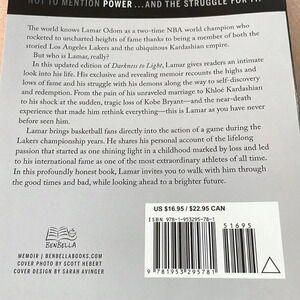 NOT TO MENTION POWER ... AND THE STRUGGLE FOR
The world knows Lamar Odom as a two-time NBA world champion who
rocketed to uncharted heights of fame thanks to being a member of both the
storied Los Angeles Lakers and the ubiquitous Kardashian empire.
But who is Lamar, really?
In this updated edition of Darkness to Light, Lamar gives readers an intimate
look into his life. His exclusive and revealing memoir recounts the highs and
lows of fame and his struggle with his demons along the way to self-discovery
and redemption. From the pain of his unraveled marriage to Khloé Kardashian
to his shock at the sudden, tragic loss of Kobe Bryant—and the near-death
experience that made him rethink everything—this is Lamar as you have never
seen him.
Lamar brings basketball fans directly into the action of a game during the
Lakers championship years. He shares his personal account of the lifelong
passion that started as one shining light in a childhood marked by loss and led
to his international fame as one of the most extraordinary athletes of all time.
In this profoundly honest book, Lamar invites you to walk with him through
the good times and bad, while looking ahead to a brighter future.
US $16.95 / $22.95 CAN
ISBN 978-1-953295-78-1
51695
9 781953 295781
BENBELLA
MEMOIR | BENBELLABOOKS.COM
COVER PHOTO BY SCOTT HEBERT
COVER DESIGN BY SARAH AVINGER